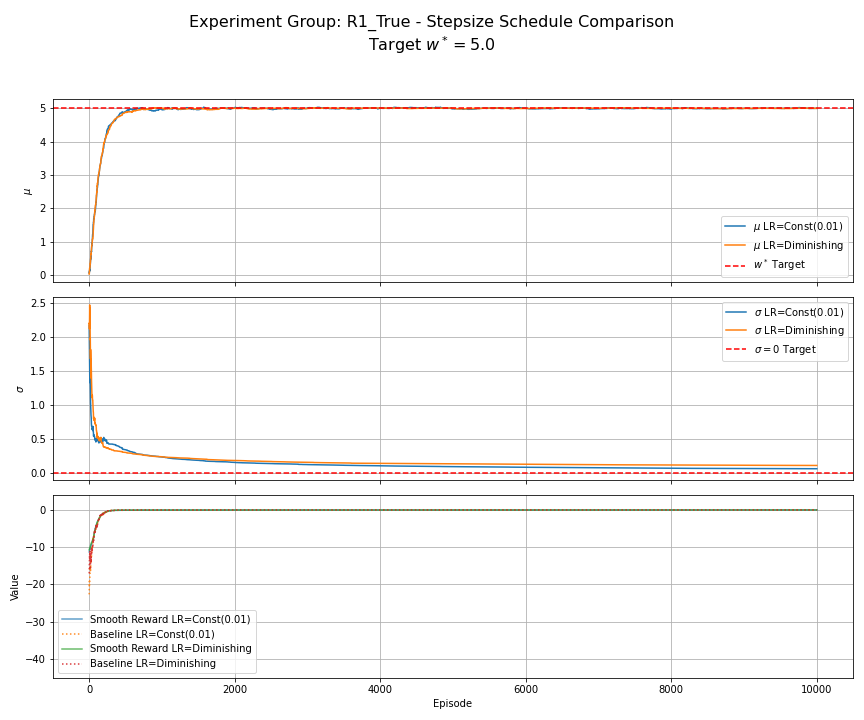 Experiment Group: R1_True - Stepsize Schedule Comparison
Target w* = 5.0
5
4
3
2
1
0
μ
μ LR=Const(0.01)
μ LR=Diminishing
w* Target
2.5
2.0
1.5
1.0
0.5
0.0
σ
σ LR=Const(0.01)
σ LR=Diminishing
σ = 0 Target
0
−10
−20
−30
−40
Value
Smooth Reward LR=Const(0.01)
Baseline LR=Const(0.01)
Smooth Reward LR=Diminishing
Baseline LR=Diminishing
0 2000 4000 6000 8000 10000
Episode